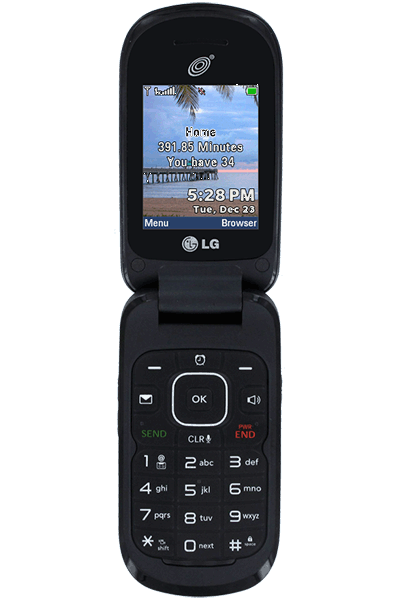 Home
391.85 Minutes
You have 34
5:28 PM
Tue, Dec 23
Menu Browser
LG
OK
SEND
PWR
END
CLR
1 2 abc 3 def
4 ghi 5 jkl 6 mno
7 pqrs 8 tuv 9 wxyz
* shift 0 next # space